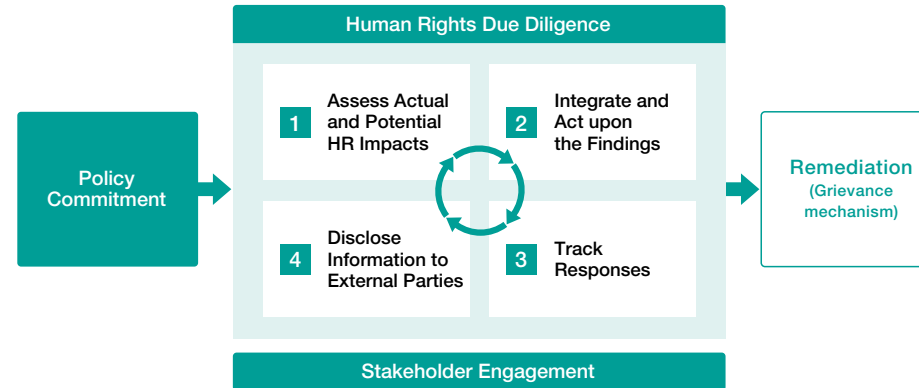 Human Rights Due Diligence
Policy
Commitment
1
Assess Actual
and Potential
HR Impacts
2
Integrate and
Act upon
the Findings
4
Disclose
Information to
External Parties
3
Track
Responses
Remediation
(Grievance
mechanism)
Stakeholder Engagement